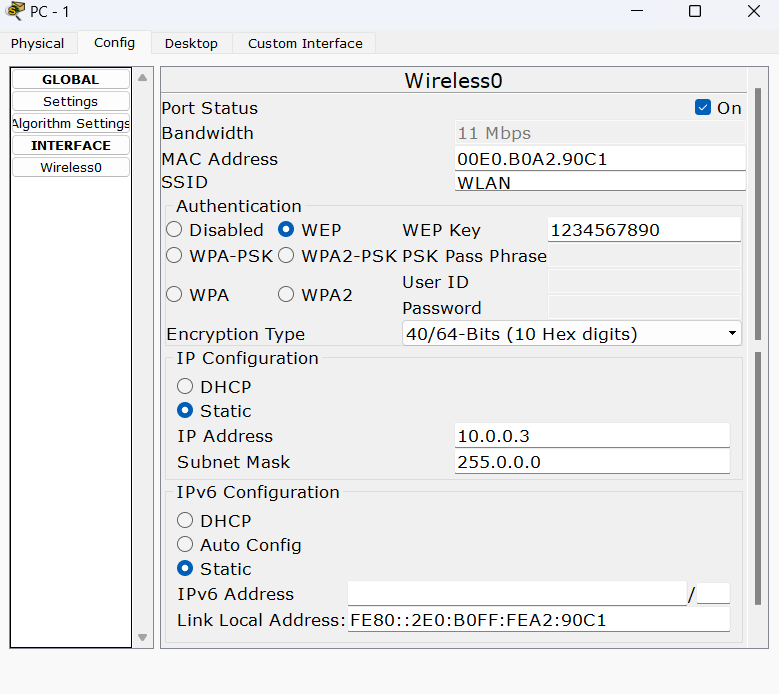 PC - 1
Physical Config Desktop Custom Interface
GLOBAL
Settings
Algorithm Settings
INTERFACE
Wireless0
Wireless0
Port Status On
Bandwidth 11 Mbps
MAC Address 00E0.B0A2.90C1
SSID WLAN
Authentication
Disabled WEP WEP Key 1234567890
WPA-PSK WPA2-PSK PSK Pass Phrase
User ID
WPA WPA2
Password
Encryption Type 40/64-Bits (10 Hex digits)
IP Configuration
DHCP
Static
IP Address 10.0.0.3
Subnet Mask 255.0.0.0
IPv6 Configuration
DHCP
Auto Config
Static
IPv6 Address /
Link Local Address: FE80::2E0:B0FF:FEA2:90C1